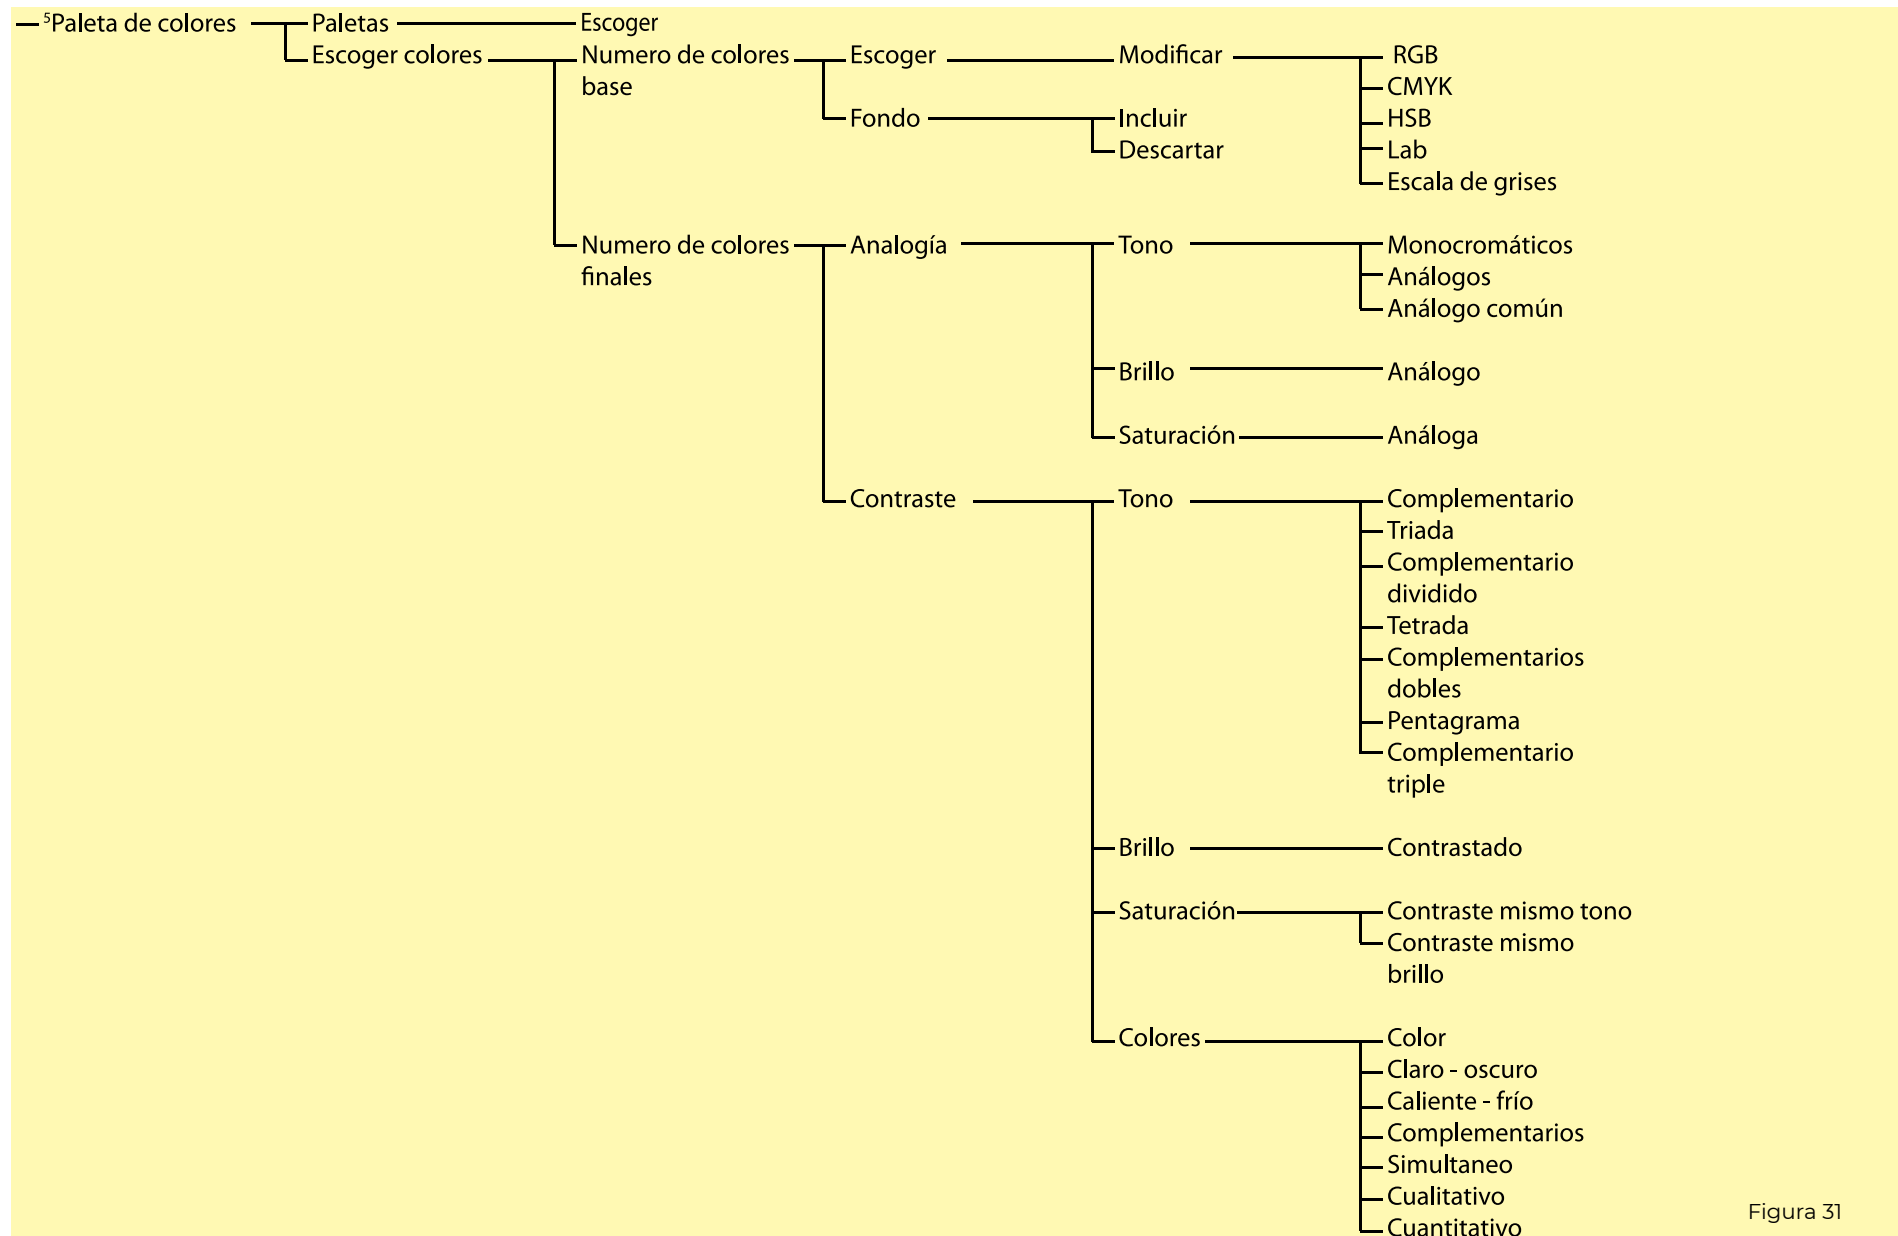 ⁵Paleta de colores Paletas Escoger
Escoger colores Numero de colores Escoger Modificar RGB
base CMYK
Fondo Incluir HSB
Descartar Lab
Escala de grises
Numero de colores Analogía Tono Monocromáticos
finales Análogos
Análogo común
Brillo Análogo
Saturación Análoga
Contraste Tono Complementario
Triada
Complementario
dividido
Tetrada
Complementarios
dobles
Pentagrama
Complementario
triple
Brillo Contrastado
Saturación Contraste mismo tono
Contraste mismo
brillo
Colores Color
Claro - oscuro
Caliente - frío
Complementarios
Simultaneo
Cualitativo
Cuantitativo
Figura 31